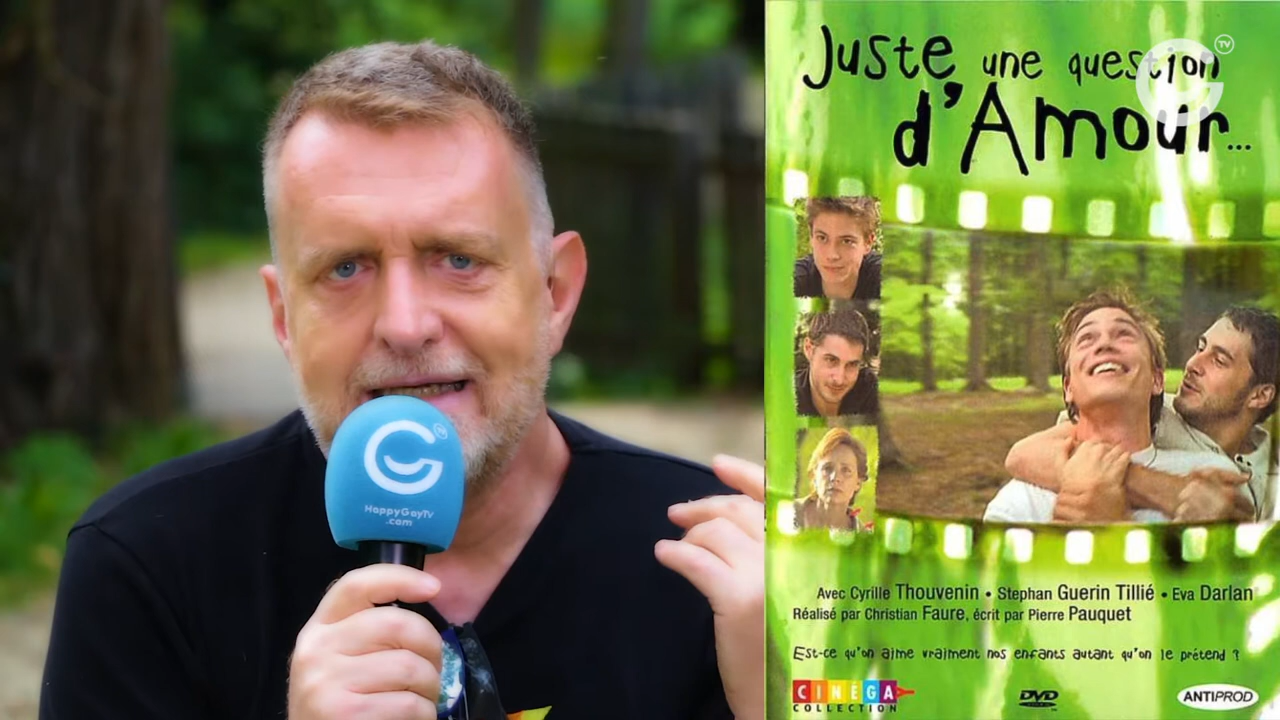 HappyGayTV
.com
TV
Juste une question
d'Amour...
Avec Cyrille Thouvenin • Stephan Guerin Tillié • Eva Darlan
Réalisé par Christian Faure, écrit par Pierre Pauquet
Est-ce qu'on aime vraiment nos enfants autant qu'on le prétend ?
CINÉGA
COLLECTION
DVD
ANTIPROD